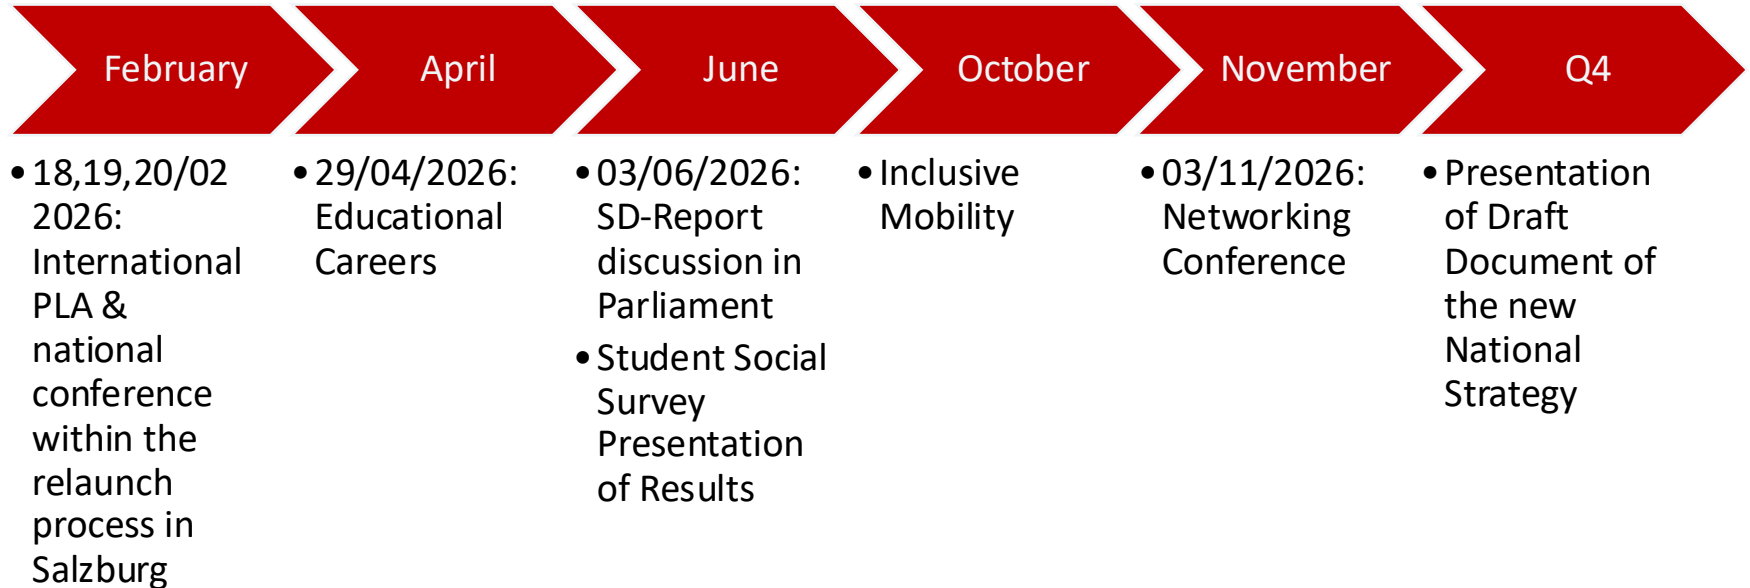 February
April
June
October
November
Q4
•18,19,20/02
2026:
International
PLA &
national
conference
within the
relaunch
process in
Salzburg
•29/04/2026:
Educational
Careers
•03/06/2026:
SD-Report
discussion in
Parliament
•Student Social
Survey
Presentation
of Results
•Inclusive
Mobility
•03/11/2026:
Networking
Conference
•Presentation
of Draft
Document of
the new
National
Strategy